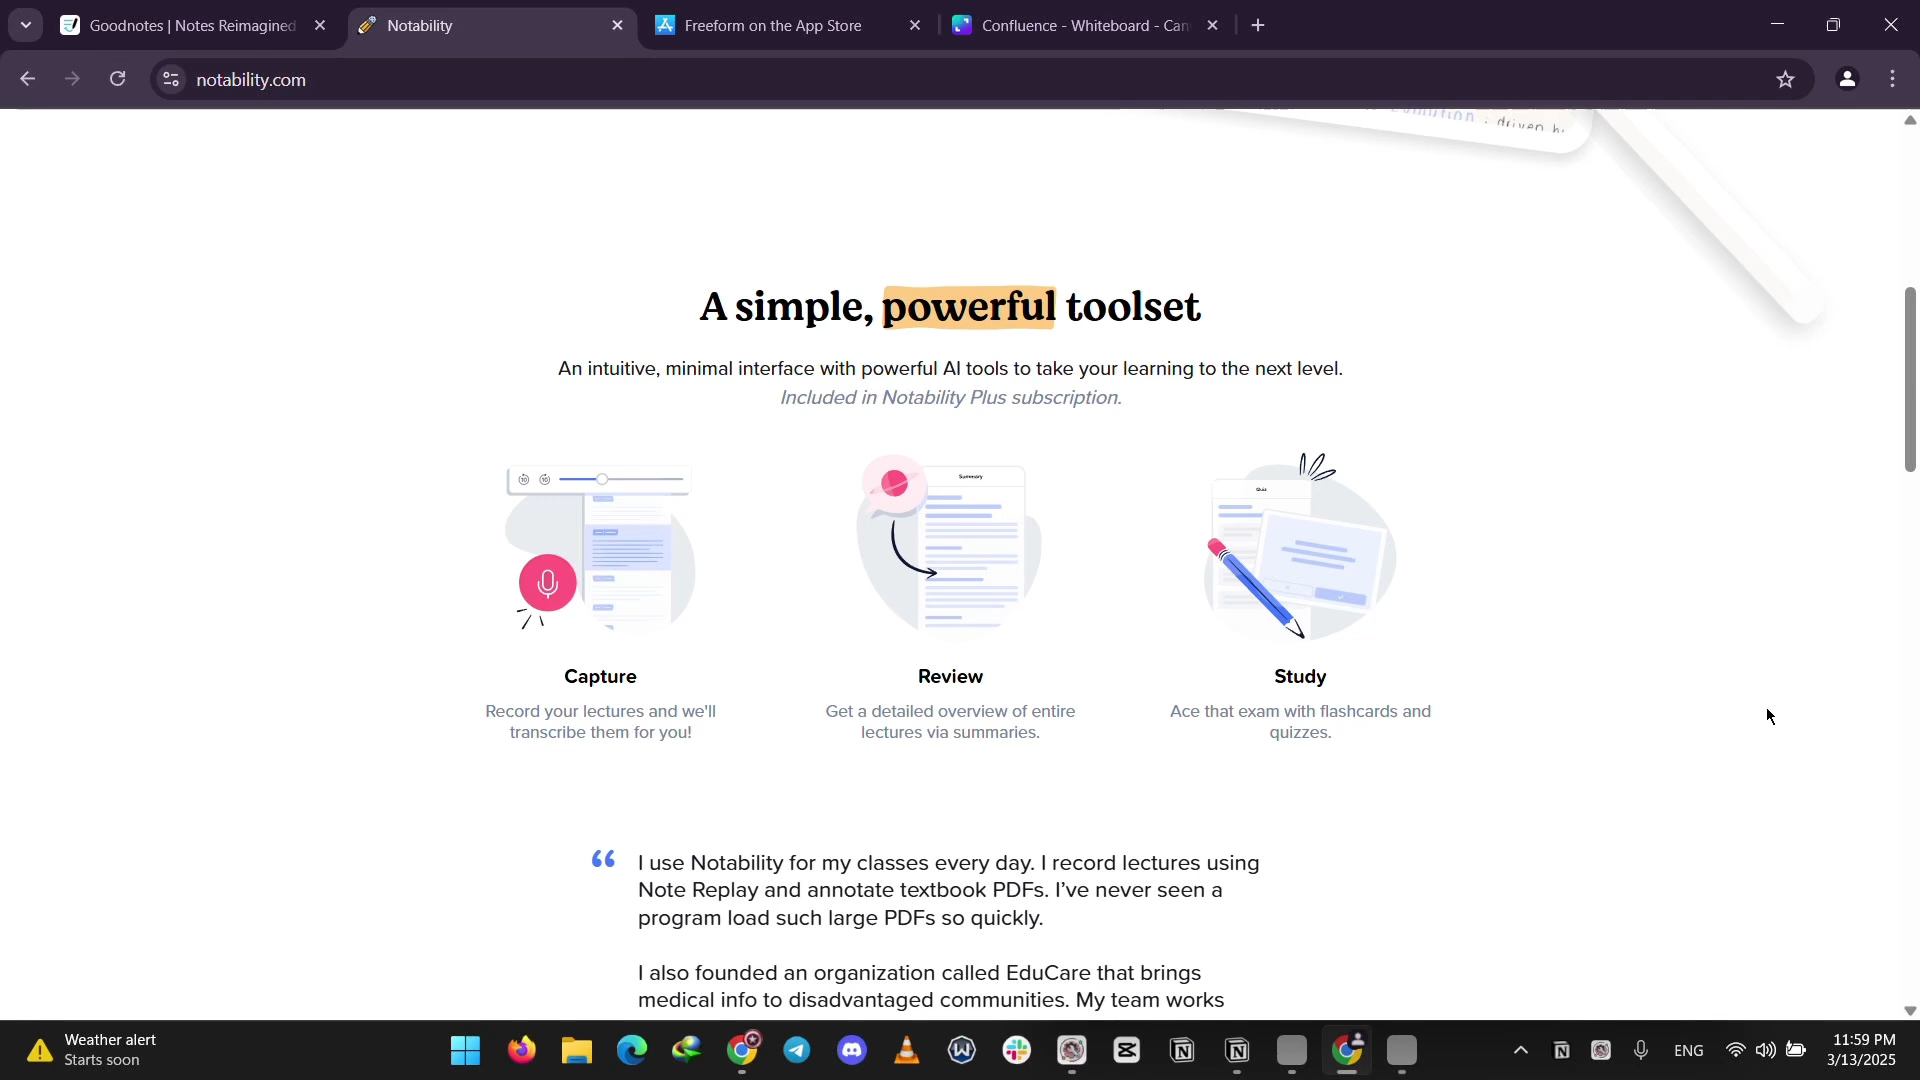 Goodnotes | Notes Reimagined
Notability
Freeform on the App Store
Confluence - Whiteboard - Can
notability.com
driven
A simple, powerful toolset
An intuitive, minimal interface with powerful AI tools to take your learning to the next level.
Included in Notability Plus subscription.
10 10
Summary
Quiz
Capture
Review
Study
Record your lectures and we'll
transcribe them for you!
Get a detailed overview of entire
lectures via summaries.
Ace that exam with flashcards and
quizzes.
“ I use Notability for my classes every day. I record lectures using
Note Replay and annotate textbook PDFs. I've never seen a
program load such large PDFs so quickly.
I also founded an organization called EduCare that brings
medical info to disadvantaged communities. My team works
Weather alert
Starts soon
ENG
11:59 PM
3/13/2025